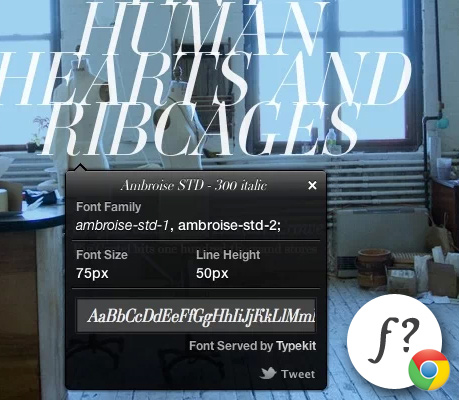 HUMAN
HEARTS AND
RIBCAGES
Ambroise STD - 300 italic ×
Font Family
ambroise-std-1, ambroise-std-2;
Font Size Line Height
75px 50px
AaBbCcDdEeFfGgHhIiJjKkLlMm
Font Served by Typekit
Tweet
f?